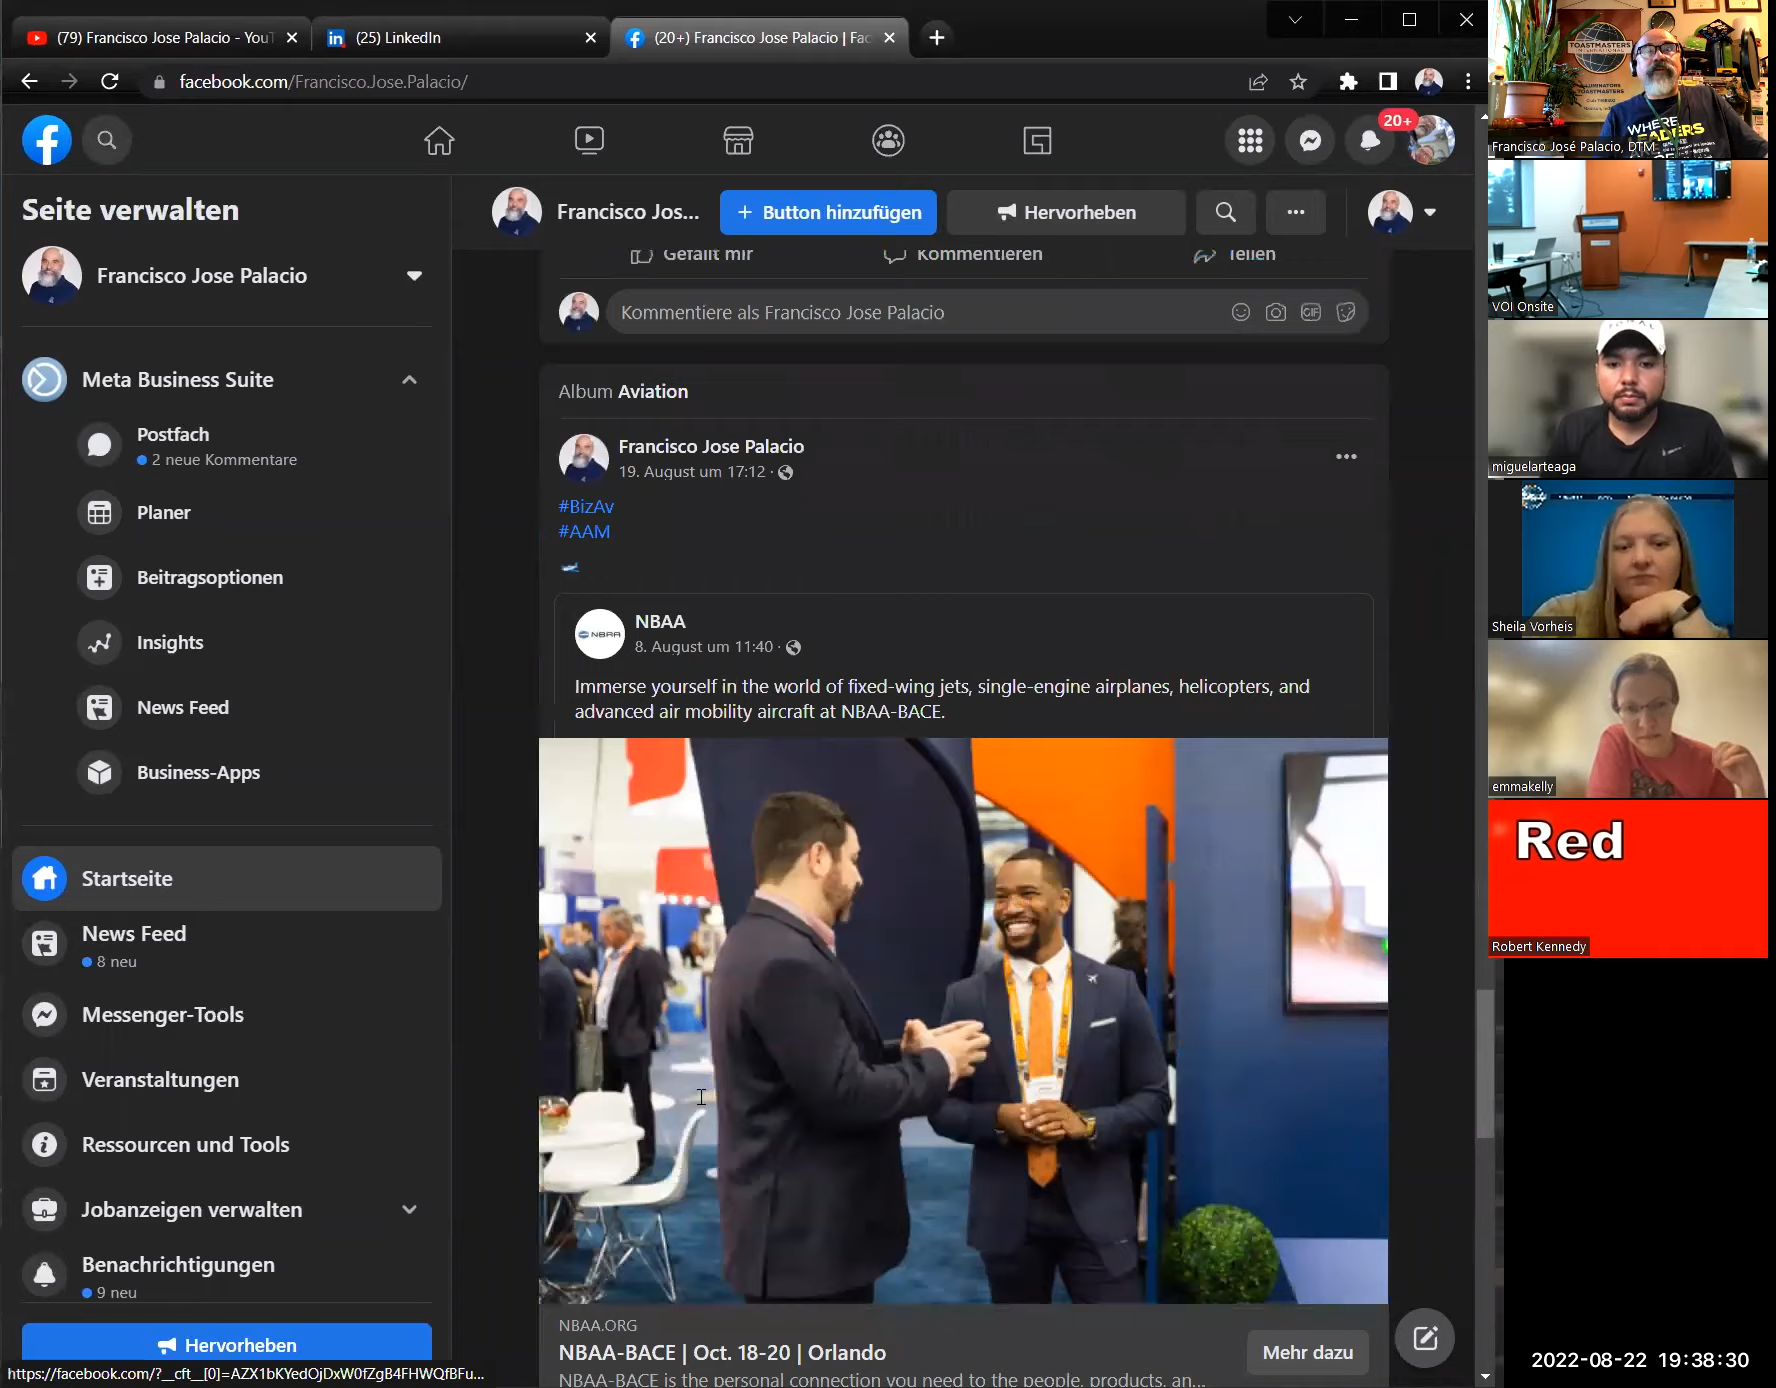 (79) Francisco Jose Palacio - YouT
(25) LinkedIn
(20+) Francisco Jose Palacio | Fac
facebook.com/Francisco.Jose.Palacio/
20+
Seite verwalten
Francisco Jose Palacio
Meta Business Suite
Postfach
2 neue Kommentare
Planer
Beitragsoptionen
Insights
News Feed
Business-Apps
Startseite
News Feed
8 neu
Messenger-Tools
Veranstaltungen
Ressourcen und Tools
Jobanzeigen verwalten
Benachrichtigungen
9 neu
Hervorheben
https://facebook.com/?__cft__[0]=AZX1bKYedOjDxW0fZgB4FHWQfBFu...
Francisco Jos...
+ Button hinzufügen
Hervorheben
Gefällt mir
Kommentieren
Teilen
Kommentiere als Francisco Jose Palacio
GIF
Album Aviation
Francisco Jose Palacio
19. August um 17:12 ·
#BizAv
#AAM
NBAA
NBAA
8. August um 11:40 ·
Immerse yourself in the world of fixed-wing jets, single-engine airplanes, helicopters, and
advanced air mobility aircraft at NBAA-BACE.
NBAA.ORG
NBAA-BACE | Oct. 18-20 | Orlando
NBAA-BACE is the personal connection you need to the people, products, an...
Mehr dazu
TOASTMASTERS
INTERNATIONAL
WHERE
LEADERS
Francisco José Palacio, DTM
VOI Onsite
miguelarteaga
Sheila Vorheis
emmakelly
Red
Robert Kennedy
2022-08-22 19:38:30